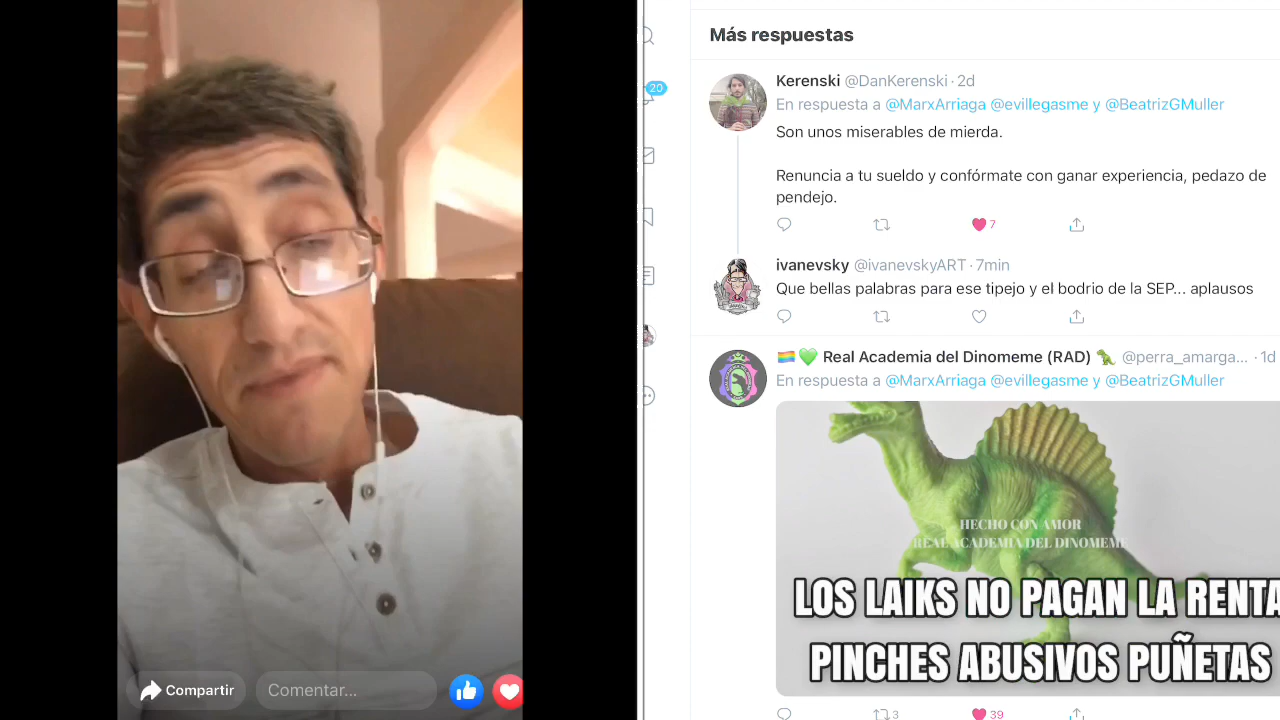 Compartir
Comentar...
20
Más respuestas
Kerenski @DanKerenski · 2d
En respuesta a @MarxArriaga @evillegasme y @BeatrizGMuller
Son unos miserables de mierda.
Renuncia a tu sueldo y confórmate con ganar experiencia, pedazo de
pendejo.
7
ivanevsky @ivanevskyART · 7min
Que bellas palabras para ese tipejo y el bodrio de la SEP... aplausos
Real Academia del Dinomeme (RAD) @perra_amarga... · 1d
En respuesta a @MarxArriaga @evillegasme y @BeatrizGMuller
HECHO CON AMOR
REAL ACADEMIA DEL DINOMEME
LOS LAIKS NO PAGAN LA RENTA
PINCHES ABUSIVOS PUÑETAS
3 39